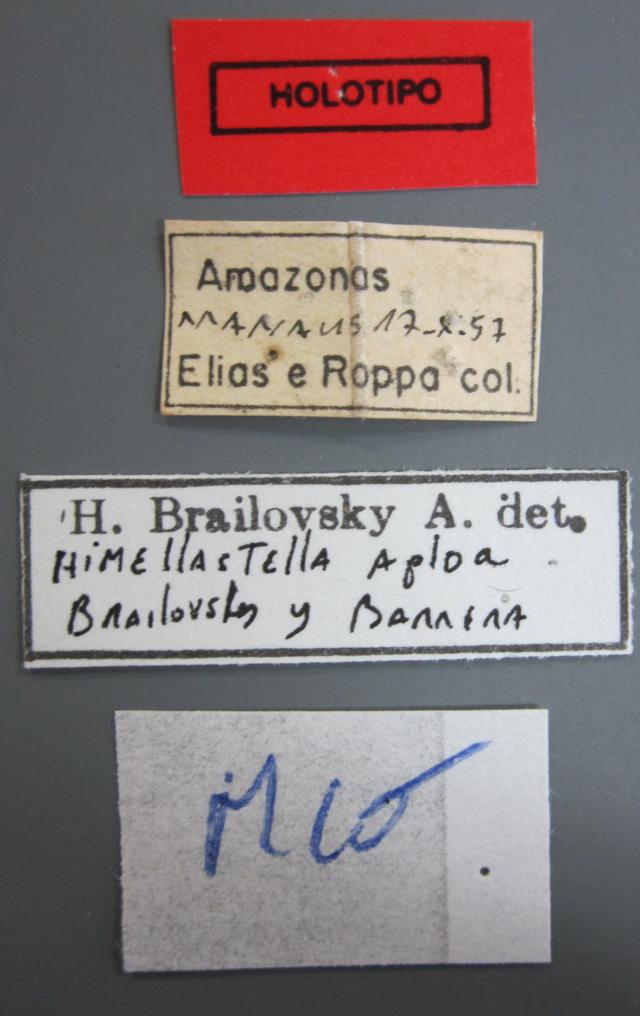 HOLOTIPO
Amazonas
MANAUS 17-X-57
Elias e Roppa col.
H. Brailovsky A. det.
HiMEllAsTEllA Aploa
BRAilovsky y BARRERA